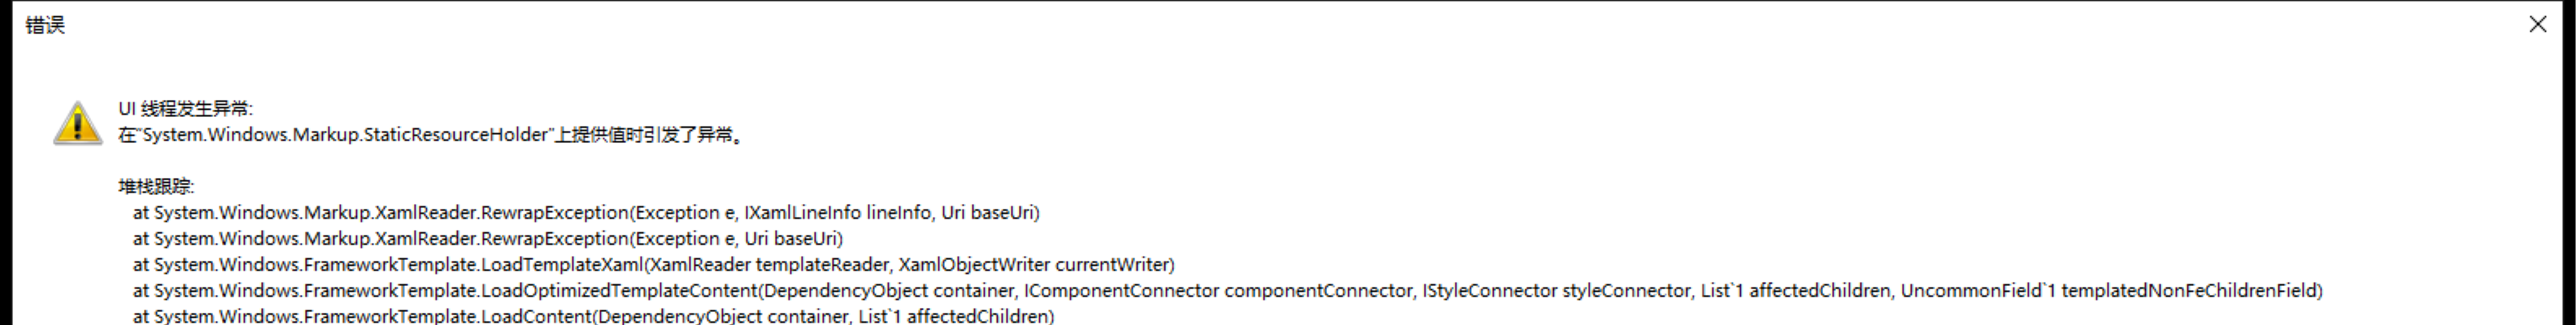 错误
UI 线程发生异常:
在"System.Windows.Markup.StaticResourceHolder"上提供值时引发了异常。
堆栈跟踪:
at System.Windows.Markup.XamlReader.RewrapException(Exception e, IXamlLineInfo lineInfo, Uri baseUri)
at System.Windows.Markup.XamlReader.RewrapException(Exception e, Uri baseUri)
at System.Windows.FrameworkTemplate.LoadTemplateXaml(XamlReader templateReader, XamlObjectWriter currentWriter)
at System.Windows.FrameworkTemplate.LoadOptimizedTemplateContent(DependencyObject container, IComponentConnector componentConnector, IStyleConnector styleConnector, List`1 affectedChildren, UncommonField`1 templatedNonFeChildrenField)
at System.Windows.FrameworkTemplate.LoadContent(DependencyObject container, List`1 affectedChildren)